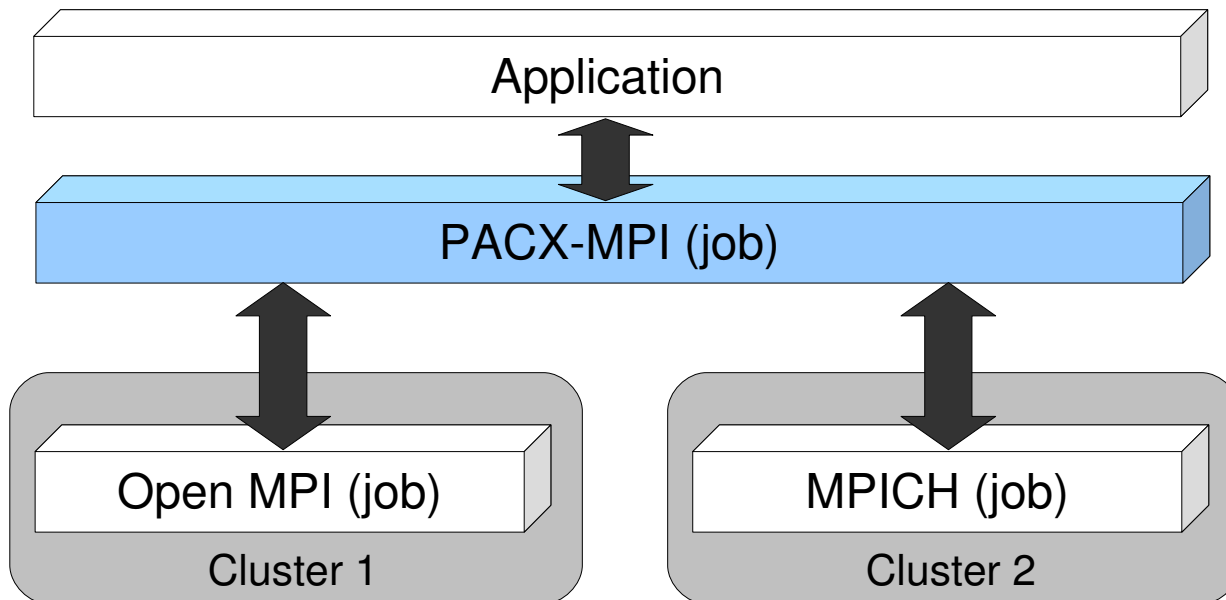 Application
PACX-MPI (job)
Open MPI (job)
MPICH (job)
Cluster 1
Cluster 2